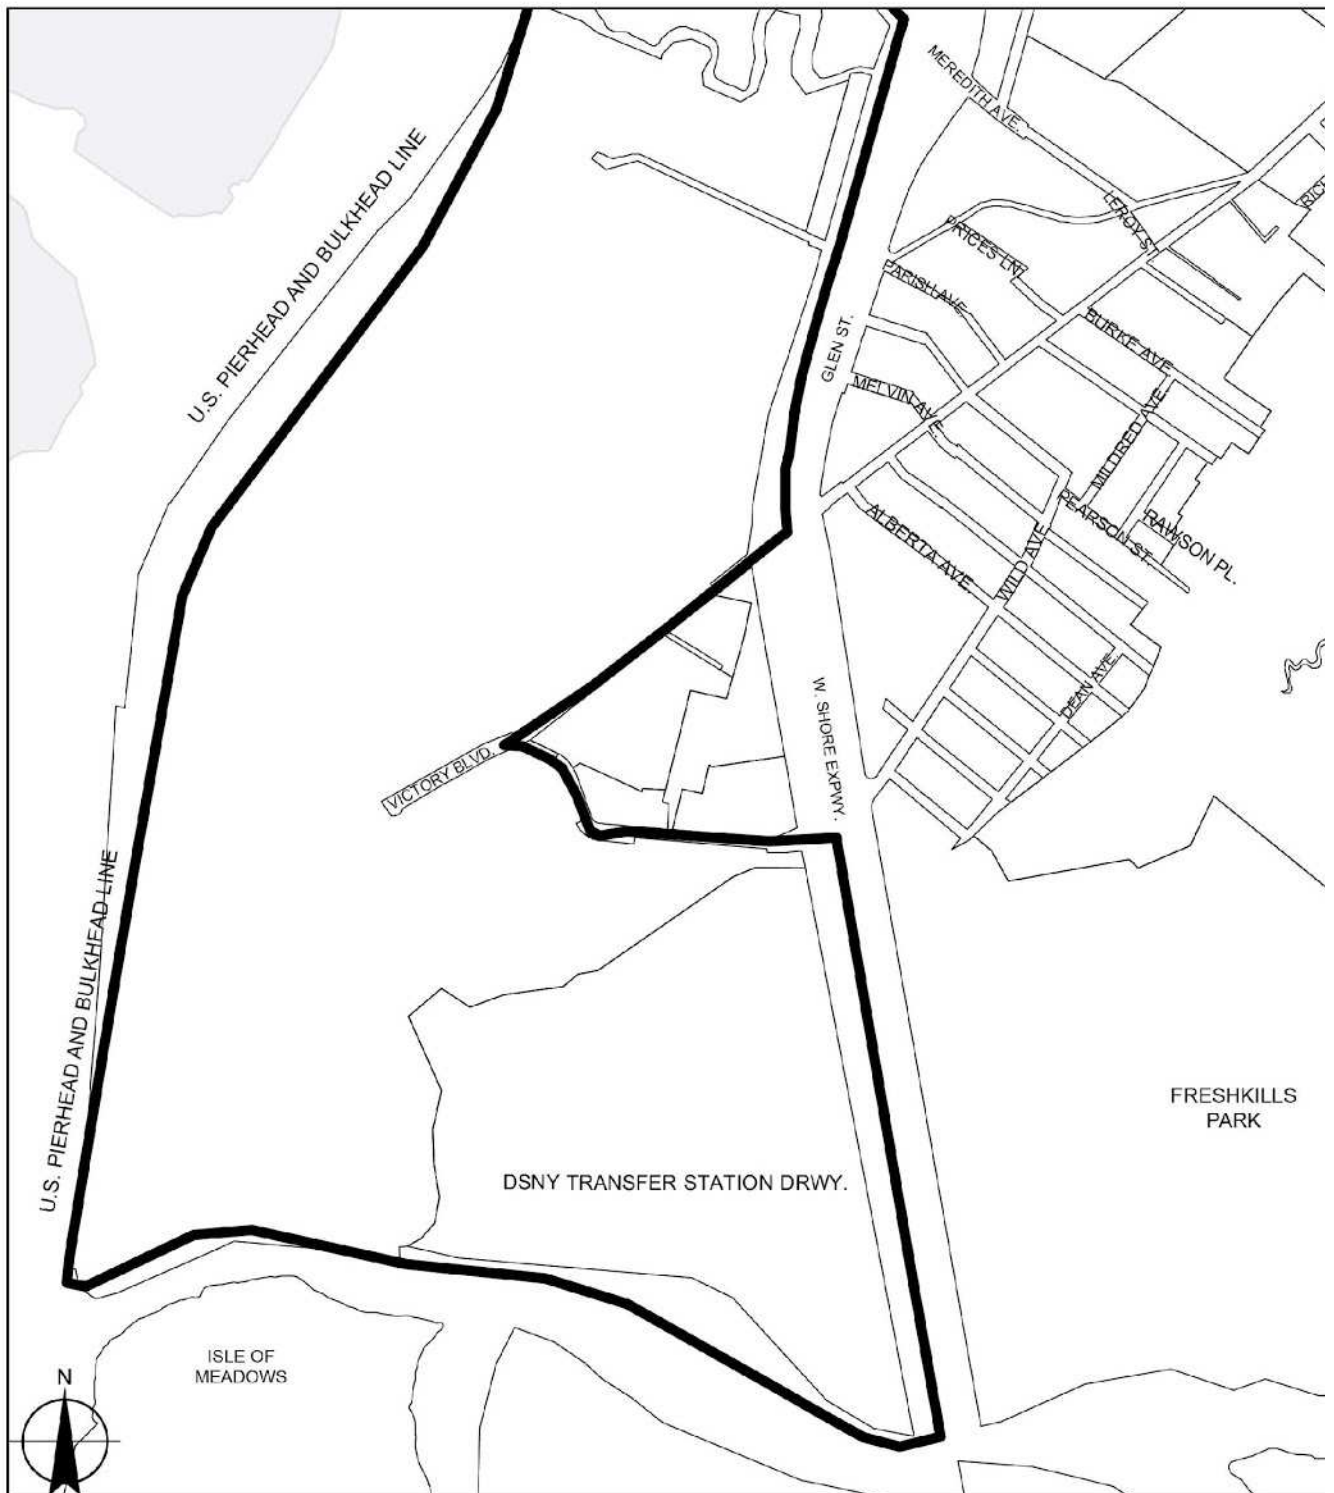 MEREDITH AVE.
U.S. PIERHEAD AND BULKHEAD LINE
LEROY S
PRICES LN.
PARISH AVE
GLEN ST.
BURKE AVE
MELVIN AVE.
MILDRED AVE
PEARSON ST.
RAWSON PL.
ALBERTA AVE.
WILD AVE
DEAN AVE.
W. SHORE EXPWY.
VICTORY BLVD.
U.S. PIERHEAD AND BULKHEAD LINE
FRESHKILLS
PARK
DSNY TRANSFER STATION DRWY.
ISLE OF
MEADOWS
N